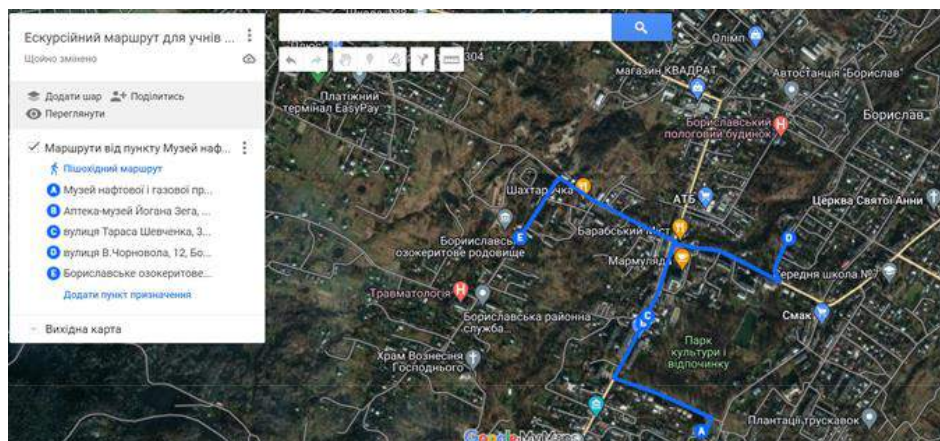 Ескурсійний маршрут для учнів ...
Щойно змінено
Додати шар
Поділитись
Переглянути
Маршрути від пункту Музей наф...
Пішохідний маршрут
A Музей нафтової і газової пр...
B Аптека-музей Йогана Зега, ...
C вулиця Тараса Шевченка, 3...
D вулиця В.Чорновола, 12, Бо...
E Бориславське озокеритове...
Додати пункт призначення
Вихідна карта
304
Платіжний
термінал EasyPay
Олімп
магазин КВАДРАТ
Автостанція "Борислав"
Бориславський
пологовий будинок
Борислав
Шахтарочка
АТБ
Церква Святої Анни
E
озокеритове родовище
Барабський міст
D
Мармуляда
Середня школа №7
Травматологія
Бориславська районна
служба...
C
Смак
Парк
культури і
відпочинку
Храм Вознесіня
Господнього
A
Плантації трускавок
Google My Maps